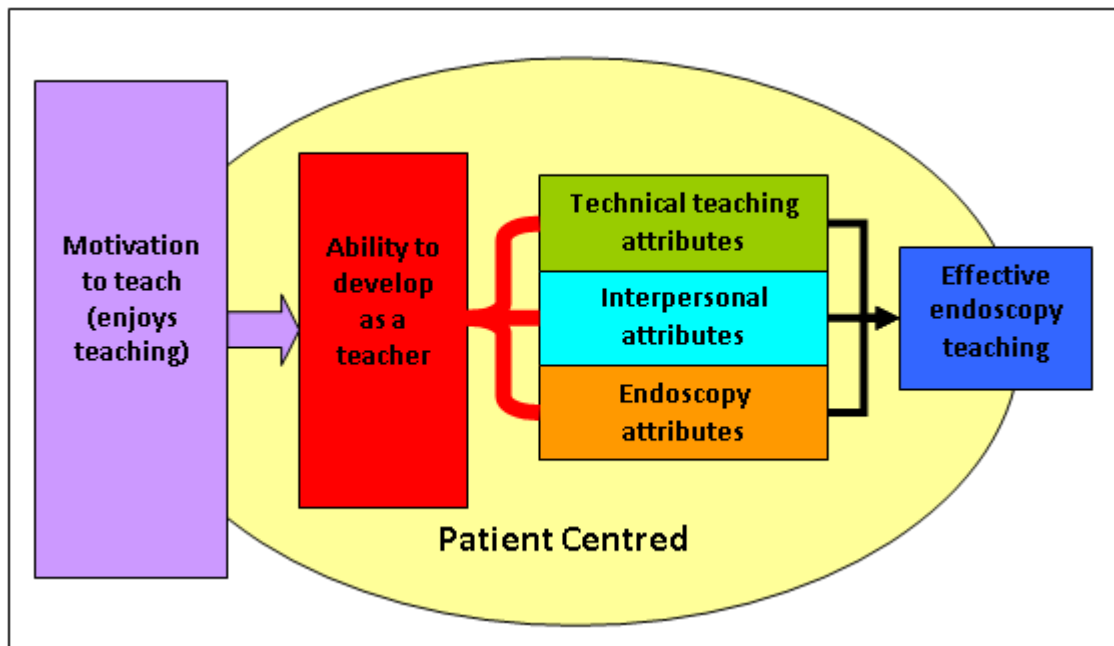 Motivation
to teach
(enjoys
teaching)
Ability to
develop
as a
teacher
Technical teaching
attributes
Interpersonal
attributes
Endoscopy
attributes
Effective
endoscopy
teaching
Patient Centred